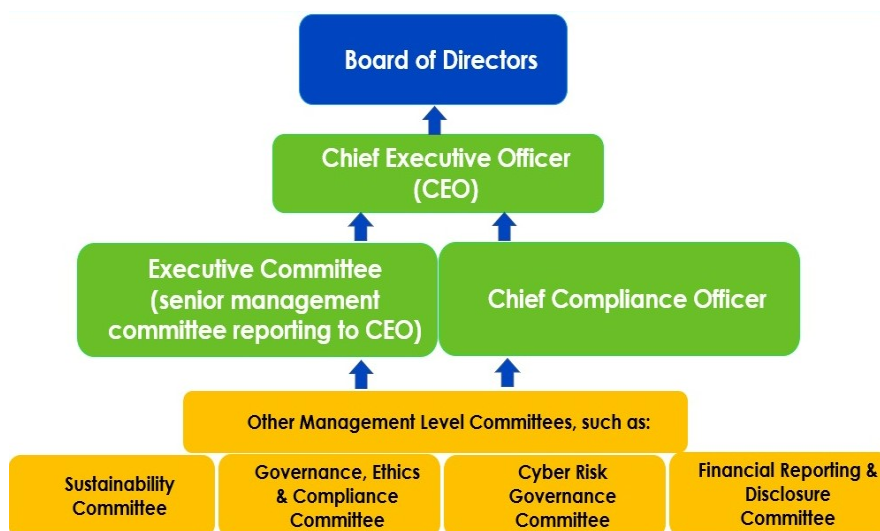 Board of Directors
Chief Executive Officer
(CEO)
Executive Committee
(senior management
committee reporting to CEO)
Chief Compliance Officer
Other Management Level Committees, such as:
Sustainability
Committee
Governance, Ethics
& Compliance
Committee
Cyber Risk
Governance
Committee
Financial Reporting &
Disclosure
Committee